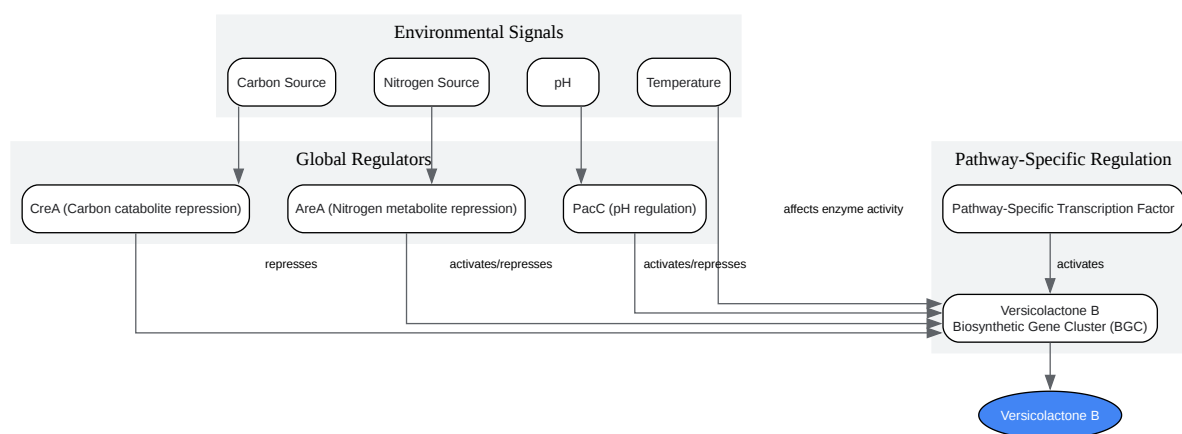 Environmental Signals
Carbon Source
Nitrogen Source
pH
Temperature
Global Regulators
Pathway-Specific Regulation
CreA (Carbon catabolite repression)
AreA (Nitrogen metabolite repression)
PacC (pH regulation)
affects enzyme activity
Pathway-Specific Transcription Factor
represses
activates/represses
activates/represses
activates
Versicolactone B
Biosynthetic Gene Cluster (BGC)
Versicolactone B